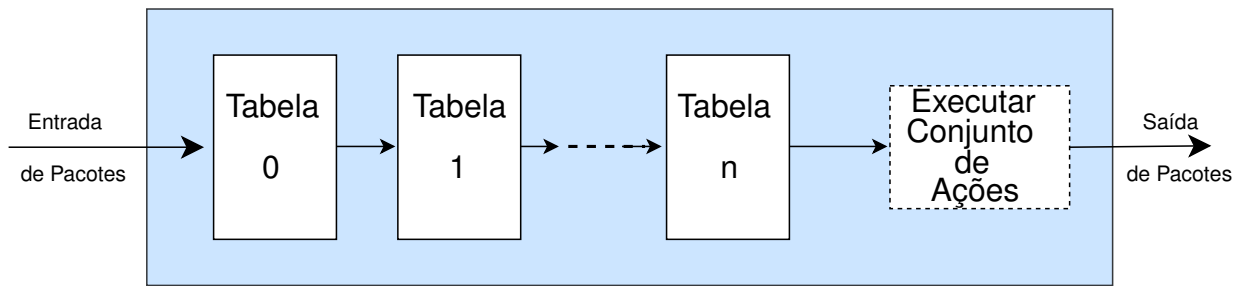 Entrada
de Pacotes
Tabela
0
Tabela
1
Tabela
n
Executar
Conjunto
de
Ações
Saída
de Pacotes